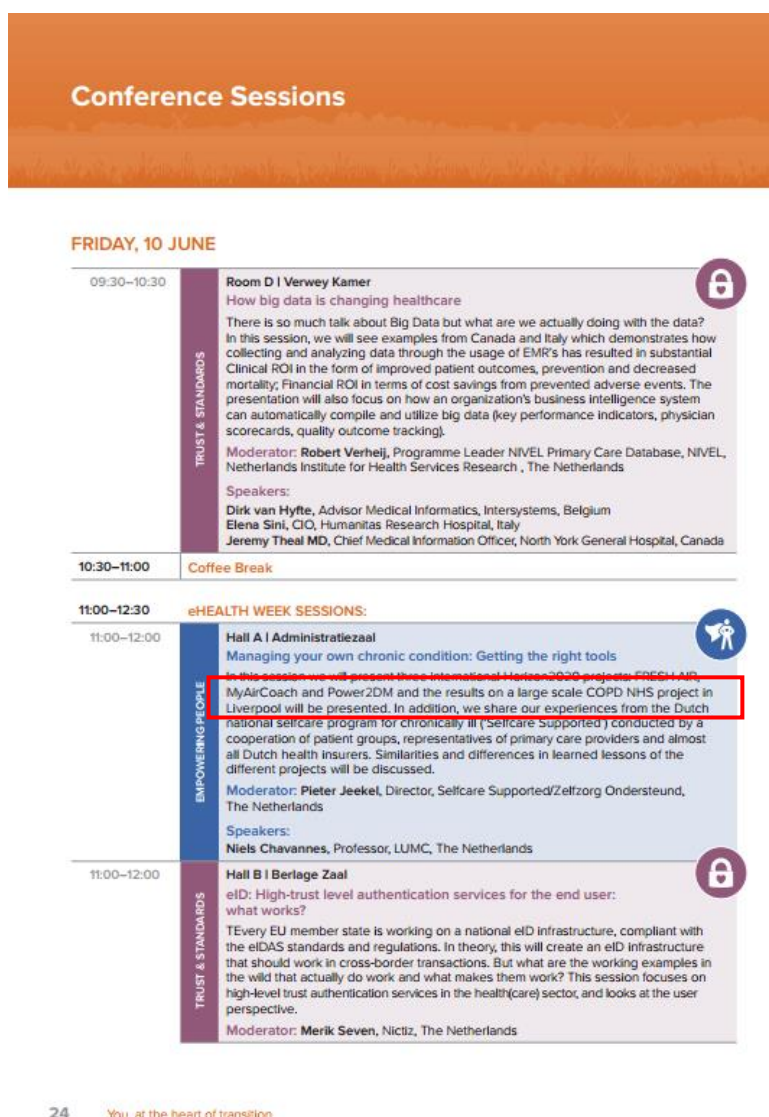 Conference Sessions
FRIDAY, 10 JUNE
09:30–10:30
TRUST & STANDARDS
Room D I Verwey Kamer
How big data is changing healthcare
There is so much talk about Big Data but what are we actually doing with the data?
In this session, we will see examples from Canada and Italy which demonstrates how
collecting and analyzing data through the usage of EMR's has resulted in substantial
Clinical ROI in the form of improved patient outcomes, prevention and decreased
mortality; Financial ROI in terms of cost savings from prevented adverse events. The
presentation will also focus on how an organization's business intelligence system
can automatically compile and utilize big data (key performance indicators, physician
scorecards, quality outcome tracking).
Moderator: Robert Verheij, Programme Leader NIVEL Primary Care Database, NIVEL,
Netherlands Institute for Health Services Research , The Netherlands
Speakers:
Dirk van Hyfte, Advisor Medical Informatics, Intersystems, Belgium
Elena Sini, CIO, Humanitas Research Hospital, Italy
Jeremy Theal MD, Chief Medical Information Officer, North York General Hospital, Canada
10:30–11:00 Coffee Break
11:00–12:30 eHEALTH WEEK SESSIONS:
11:00–12:00
EMPOWERING PEOPLE
Hall A I Administratiezaal
Managing your own chronic condition: Getting the right tools
In this session we will present three international Horizon2020 projects: FRESH AIR,
MyAirCoach and Power2DM and the results on a large scale COPD NHS project in
Liverpool will be presented. In addition, we share our experiences from the Dutch
national selfcare program for chronically ill ('Selfcare Supported') conducted by a
cooperation of patient groups, representatives of primary care providers and almost
all Dutch health insurers. Similarities and differences in learned lessons of the
different projects will be discussed.
Moderator: Pieter Jeekel, Director, Selfcare Supported/Zelfzorg Ondersteund,
The Netherlands
Speakers:
Niels Chavannes, Professor, LUMC, The Netherlands
11:00–12:00
TRUST & STANDARDS
Hall B I Berlage Zaal
eID: High-trust level authentication services for the end user:
what works?
TEvery EU member state is working on a national eID infrastructure, compliant with
the eIDAS standards and regulations. In theory, this will create an eID infrastructure
that should work in cross-border transactions. But what are the working examples in
the wild that actually do work and what makes them work? This session focuses on
high-level trust authentication services in the health(care) sector, and looks at the user
perspective.
Moderator: Merik Seven, Nictiz, The Netherlands
24 You, at the heart of transition